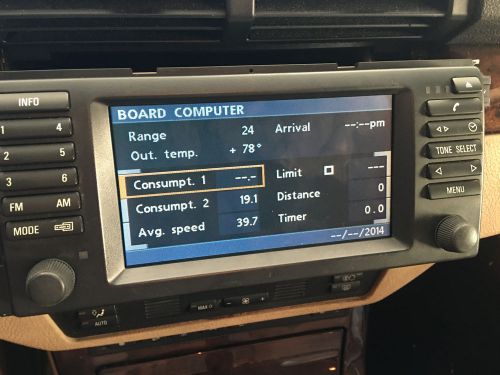 BOARD COMPUTER
Range 24 Arrival --:--pm
Out. temp. + 78°
Consumpt. 1 --.- Limit ---
Consumpt. 2 19.1 Distance 0
Avg. speed 39.7 Timer 0.0
--/--/2014
INFO
1 4
2 5
3 6
FM AM
MODE
TONE SELECT
MENU
AUTO
MAX